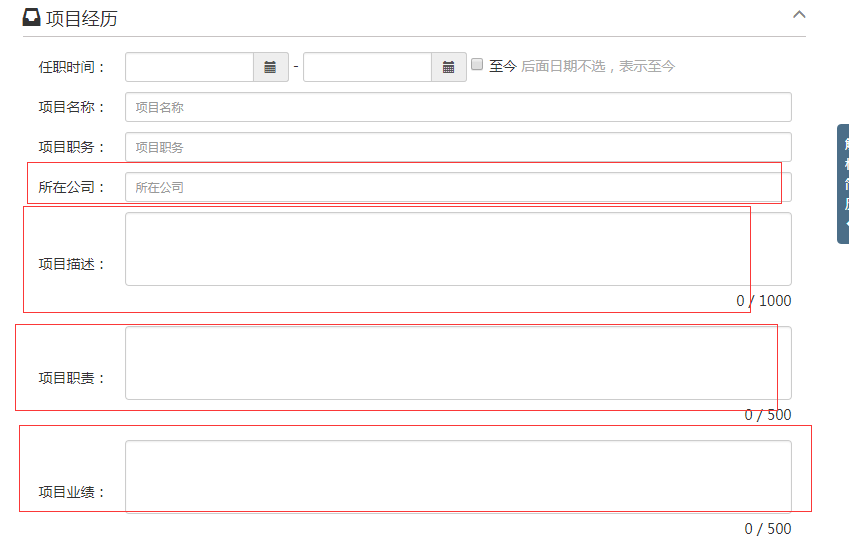 项目经历
任职时间： - 至今 后面日期不选，表示至今
项目名称： 项目名称
项目职务： 项目职务
所在公司： 所在公司
项目描述：
0 / 1000
项目职责：
0 / 500
项目业绩：
0 / 500